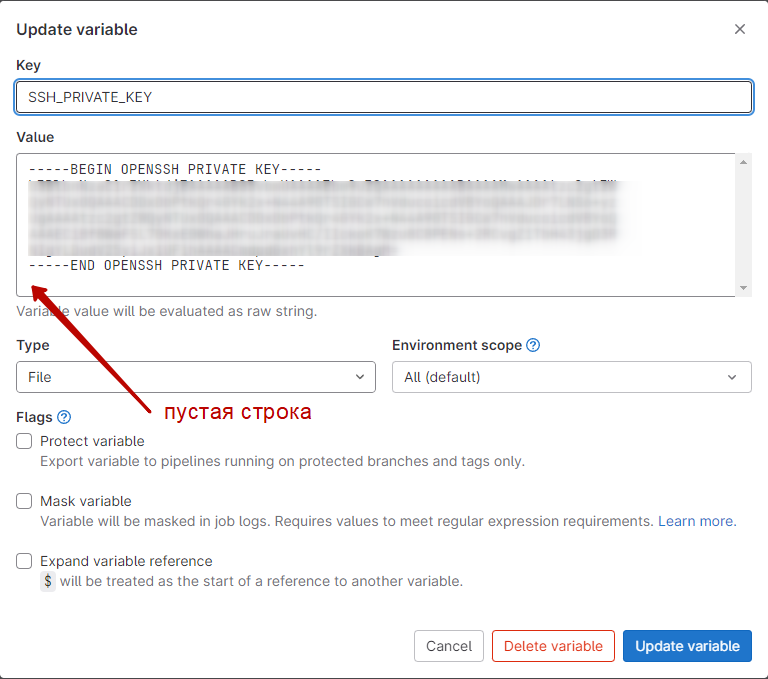 Update variable
Key
SSH_PRIVATE_KEY
Value
-----BEGIN OPENSSH PRIVATE KEY-----
-----END OPENSSH PRIVATE KEY-----
Variable value will be evaluated as raw string.
Type
Environment scope
File
All (default)
пустая строка
Flags
Protect variable
Export variable to pipelines running on protected branches and tags only.
Mask variable
Variable will be masked in job logs. Requires values to meet regular expression requirements. Learn more.
Expand variable reference
$ will be treated as the start of a reference to another variable.
Cancel
Delete variable
Update variable